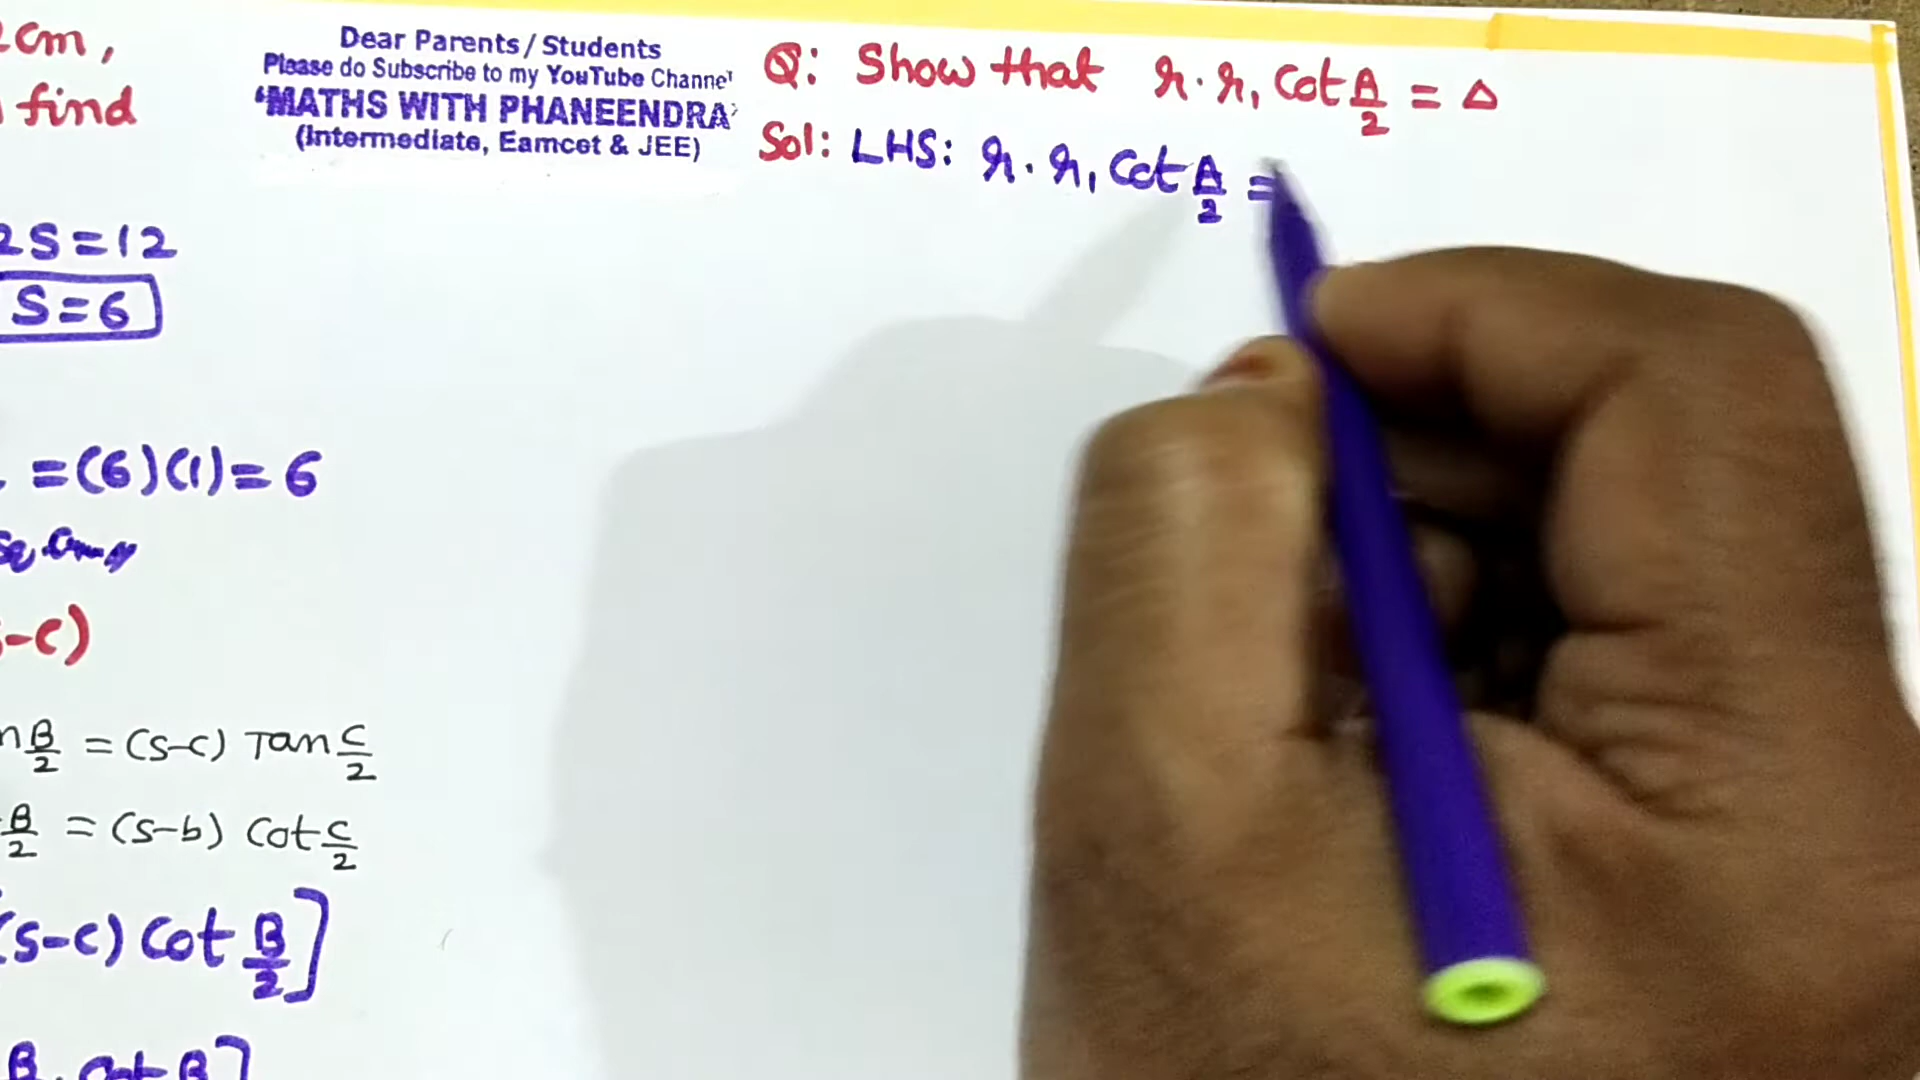 2cm,
find
2S=12
S=6
=(6)(1)=6
-c)
B/2 =(s-c) Tan C/2
B/2 =(s-b) Cot C/2
(s-c) Cot B/2]
Dear Parents/Students
Please do Subscribe to my YouTube Channel
'MATHS WITH PHANEENDRA'
(Intermediate, Eamcet & JEE)
Q: Show that r.r₁ Cot A/2 = Δ
Sol: LHS: r.r₁ Cot A/2 =